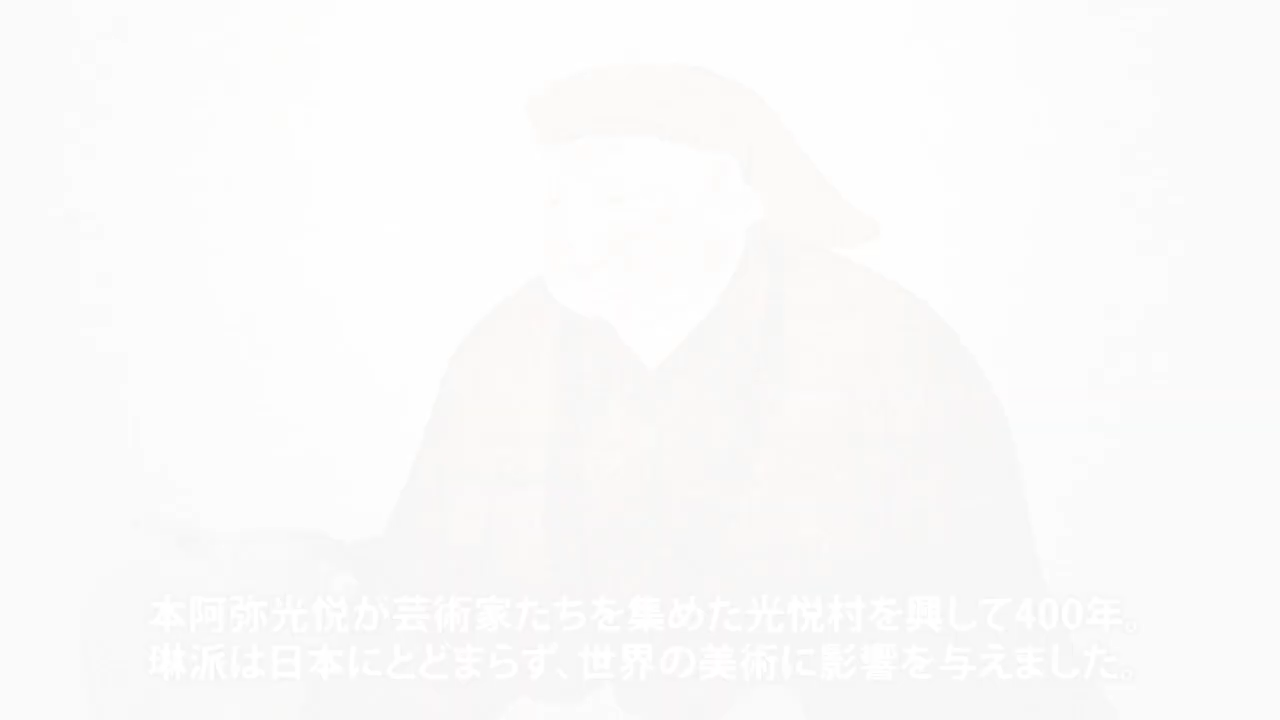 本阿弥光悦が芸術家たちを集めた光悦村を興して400年。
琳派は日本にとどまらず、世界の美術に影響を与えました。